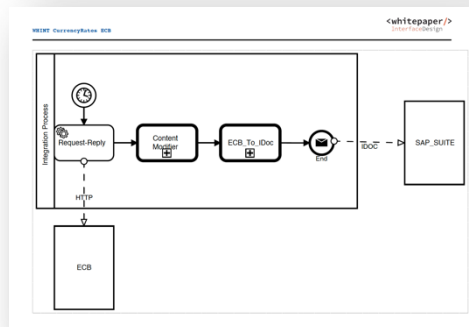 WHINT CurrencyRates ECB
<whitepaper/>
InterfaceDesign
Integration Process
Request-Reply
Content
Modifier
ECB_To_IDoc
End
IDOC
SAP_SUITE
HTTP
ECB